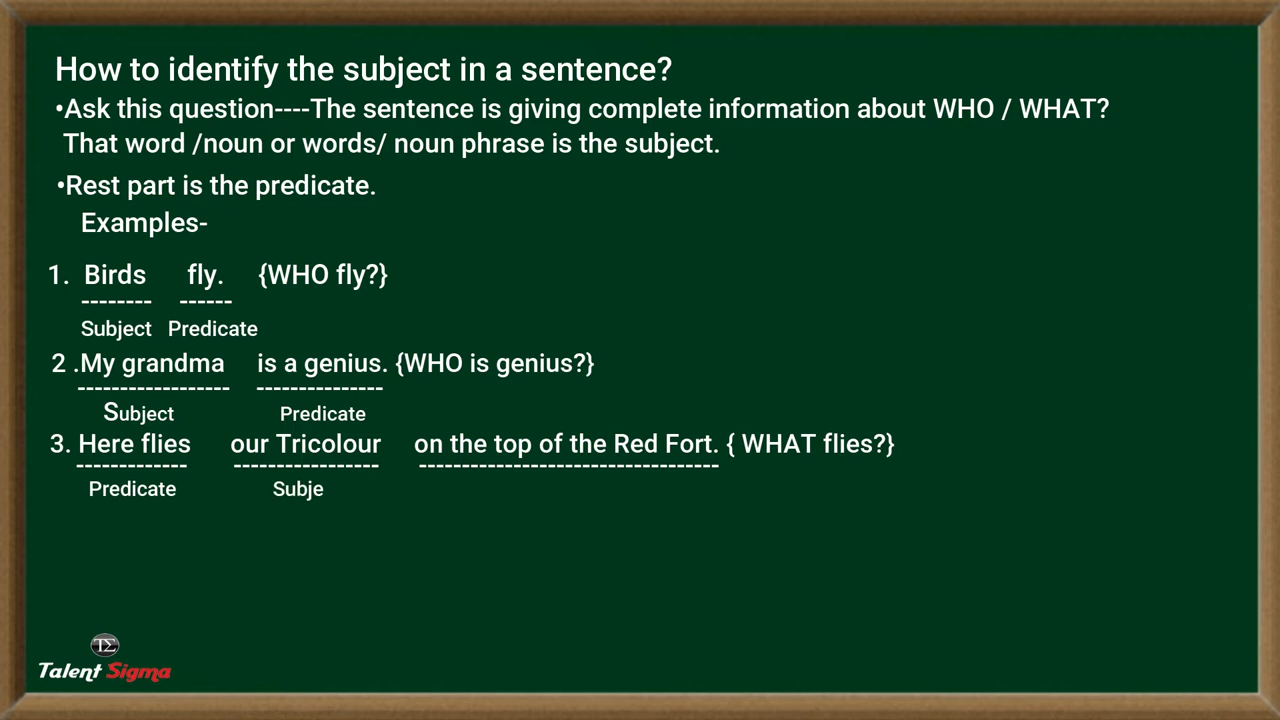 How to identify the subject in a sentence?
•Ask this question----The sentence is giving complete information about WHO / WHAT?
That word /noun or words/ noun phrase is the subject.
•Rest part is the predicate.
Examples-
1. Birds fly. {WHO fly?}
-------- ------
Subject Predicate
2 .My grandma is a genius. {WHO is genius?}
------------------ ---------------
Subject Predicate
3. Here flies our Tricolour on the top of the Red Fort. { WHAT flies?}
------------- ----------------- -----------------------------------
Predicate Subje
TΣ
Talent Sigma